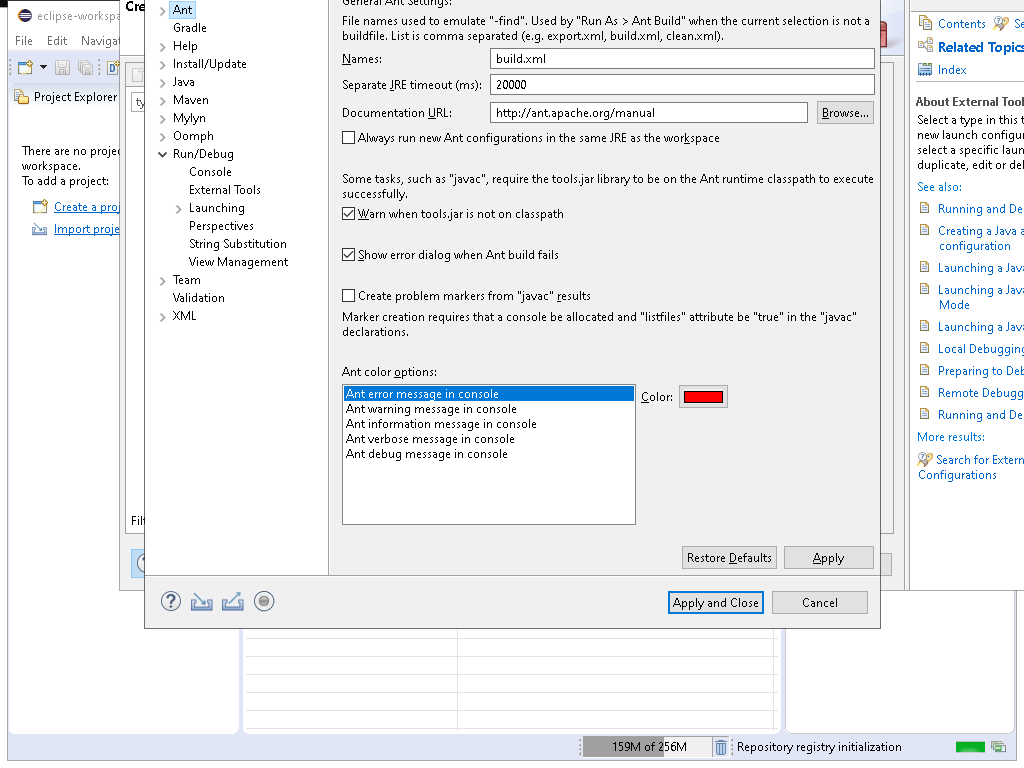 eclipse-workspa
Cre
File Edit Navigat
Project Explorer
There are no projec
workspace.
To add a project:
Create a proj
Import proje
ty
Filt
Ant
Gradle
Help
Install/Update
Java
Maven
Mylyn
Oomph
Run/Debug
Console
External Tools
Launching
Perspectives
String Substitution
View Management
Team
Validation
XML
General Ant Settings:
File names used to emulate "-find". Used by "Run As > Ant Build" when the current selection is not a
buildfile. List is comma separated (e.g. export.xml, build.xml, clean.xml).
Names: build.xml
Separate JRE timeout (ms): 20000
Documentation URL: http://ant.apache.org/manual Browse...
Always run new Ant configurations in the same JRE as the workspace
Some tasks, such as "javac", require the tools.jar library to be on the Ant runtime classpath to execute
successfully.
Warn when tools.jar is not on classpath
Show error dialog when Ant build fails
Create problem markers from "javac" results
Marker creation requires that a console be allocated and "listfiles" attribute be "true" in the "javac"
declarations.
Ant color options:
Ant error message in console
Ant warning message in console
Ant information message in console
Ant verbose message in console
Ant debug message in console
Color:
Restore Defaults Apply
Apply and Close Cancel
Contents Se
Related Topics
Index
About External Tool
Select a type in this t
new launch configur
select a specific laun
duplicate, edit or del
See also:
Running and De
Creating a Java a
configuration
Launching a Java
Launching a Java
Mode
Launching a Java
Local Debugging
Preparing to Deb
Remote Debugg
Running and De
More results:
Search for Extern
Configurations
159M of 256M
Repository registry initialization